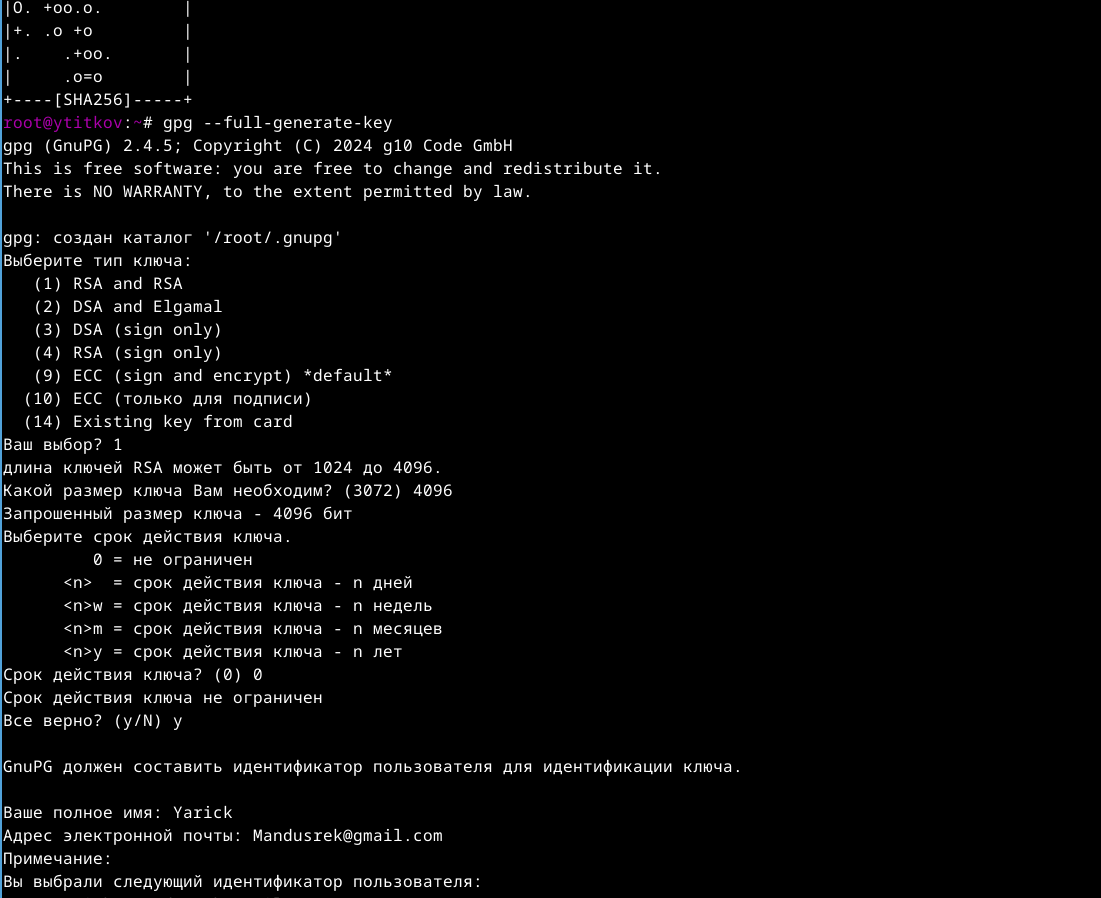 |O. +oo.o.        |
|+. .o +o         |
|.    .+oo.       |
|     .o=o        |
+----[SHA256]-----+
root@ytitkov:~# gpg --full-generate-key
gpg (GnuPG) 2.4.5; Copyright (C) 2024 g10 Code GmbH
This is free software: you are free to change and redistribute it.
There is NO WARRANTY, to the extent permitted by law.

gpg: создан каталог '/root/.gnupg'
Выберите тип ключа:
   (1) RSA and RSA
   (2) DSA and Elgamal
   (3) DSA (sign only)
   (4) RSA (sign only)
   (9) ECC (sign and encrypt) *default*
  (10) ECC (только для подписи)
  (14) Existing key from card
Ваш выбор? 1
длина ключей RSA может быть от 1024 до 4096.
Какой размер ключа Вам необходим? (3072) 4096
Запрошенный размер ключа - 4096 бит
Выберите срок действия ключа.
         0 = не ограничен
      <n>  = срок действия ключа - n дней
      <n>w = срок действия ключа - n недель
      <n>m = срок действия ключа - n месяцев
      <n>y = срок действия ключа - n лет
Срок действия ключа? (0) 0
Срок действия ключа не ограничен
Все верно? (y/N) y

GnuPG должен составить идентификатор пользователя для идентификации ключа.

Ваше полное имя: Yarick
Адрес электронной почты: Mandusrek@gmail.com
Примечание:
Вы выбрали следующий идентификатор пользователя: